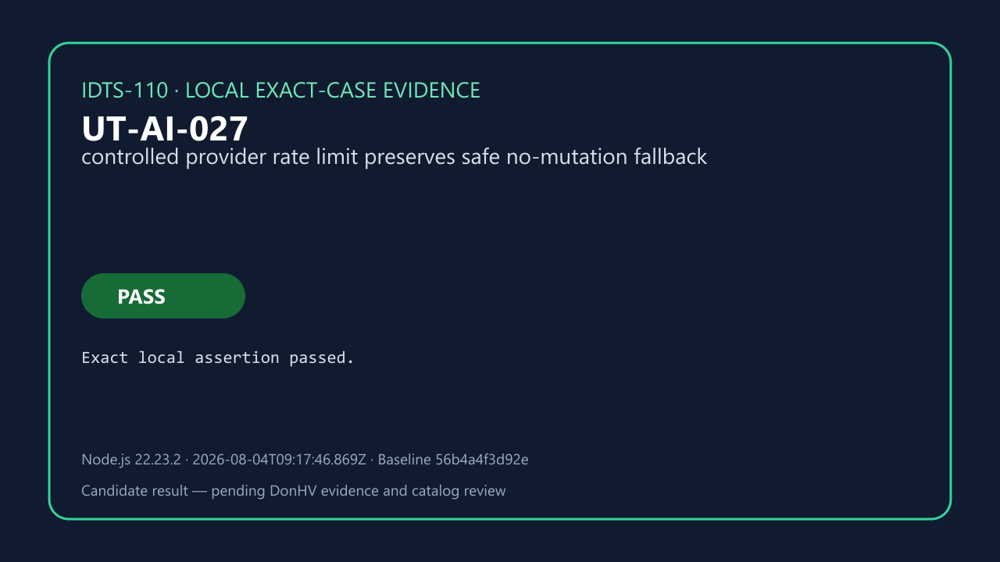 IDTS-110 · LOCAL EXACT-CASE EVIDENCE
UT-AI-027
controlled provider rate limit preserves safe no-mutation fallback
PASS
Exact local assertion passed.
Node.js 22.23.2 · 2026-08-04T09:17:46.869Z · Baseline 56b4a4f3d92e
Candidate result — pending DonHV evidence and catalog review